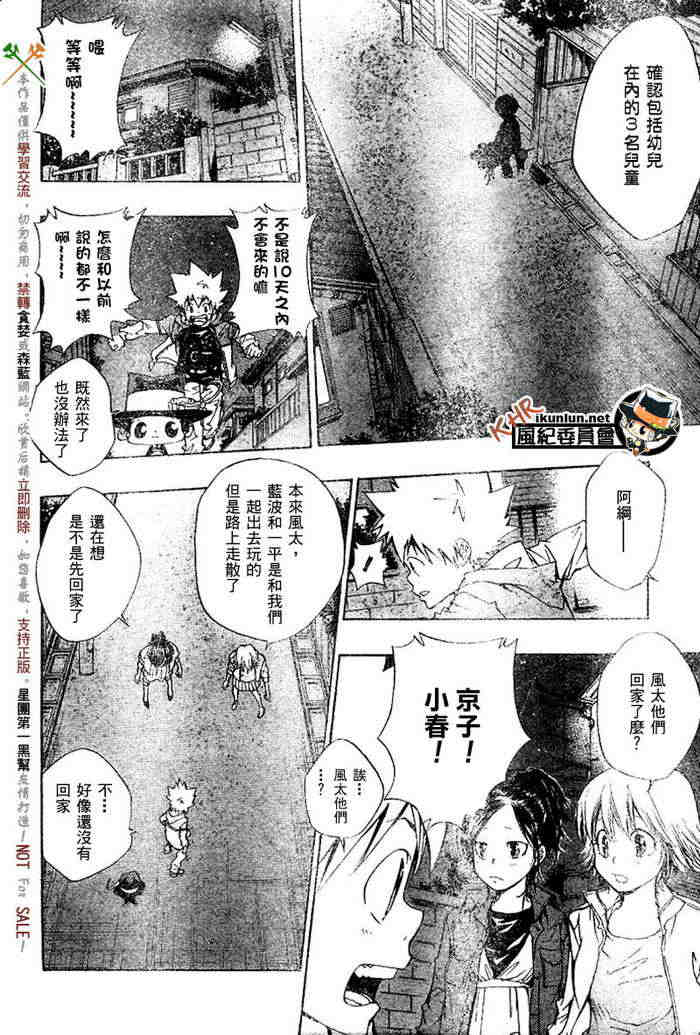 確認包括幼兒
在內的3名兒童
喂
等等啊~~~~~
不是說10天之內
不會來的嘛
怎麼和以前
說的都不一樣
啊~~~~
既然來了
也沒辦法了
KHR
ikunlun.net
風紀委員會
阿綱——
風太他們
回家了麼?
京子!
小春!
誒…
風太他們
…?
本來風太,
藍波和一平是和我們
一起出去玩的
但是路上走散了
還在想
是不是先回家了
不…
好像還沒有
回家
本作品僅供學習交流,切勿商用,禁轉貪婪或森藍網站。欣賞后請立即刪除,如您喜歡,支持正版。星團第一黑幫友情打造!NOT For SALE—